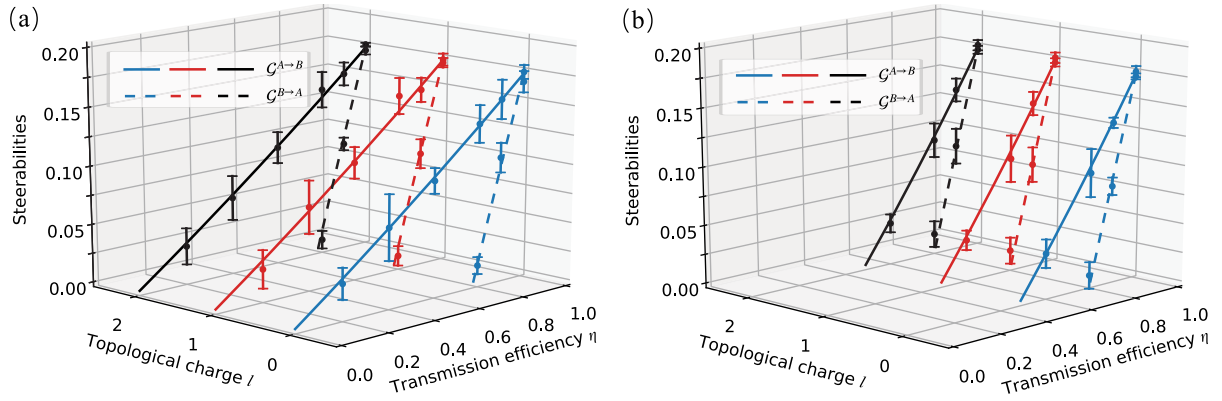 (a)
0.20
0.15
0.10
0.05
0.00
Steerabilities
𝒢^{A→B}
𝒢^{B→A}
2
1
0
Topological charge l
0.0
0.2
0.4
0.6
0.8
1.0
Transmission efficiency η
(b)
0.20
0.15
0.10
0.05
0.00
Steerabilities
𝒢^{A→B}
𝒢^{B→A}
2
1
0
Topological charge l
0.0
0.2
0.4
0.6
0.8
1.0
Transmission efficiency η